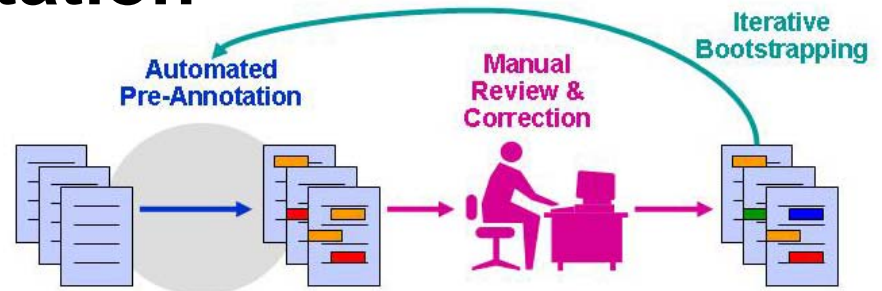 Iterative
Bootstrapping
Automated
Pre-Annotation
Manual
Review &
Correction